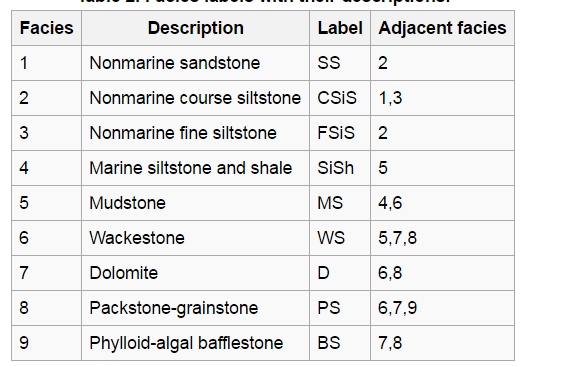 Table 2. Facies labels with their descriptions.
Facies Description Label Adjacent facies
1 Nonmarine sandstone SS 2
2 Nonmarine course siltstone CSiS 1,3
3 Nonmarine fine siltstone FSiS 2
4 Marine siltstone and shale SiSh 5
5 Mudstone MS 4,6
6 Wackestone WS 5,7,8
7 Dolomite D 6,8
8 Packstone-grainstone PS 6,7,9
9 Phylloid-algal bafflestone BS 7,8